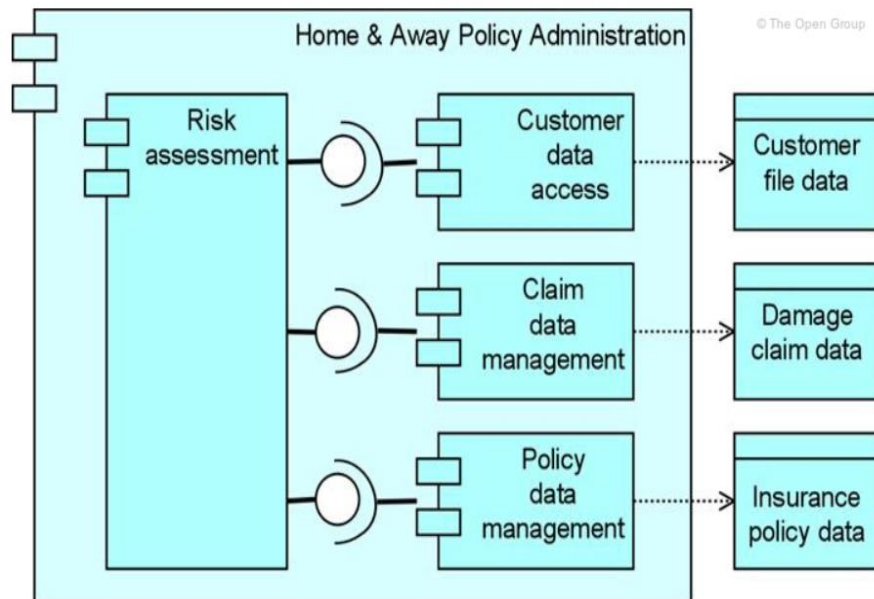 © The Open Group
Home & Away Policy Administration
Risk
assessment
Customer
data
access
Customer
file data
Claim
data
management
Damage
claim data
Policy
data
management
Insurance
policy data